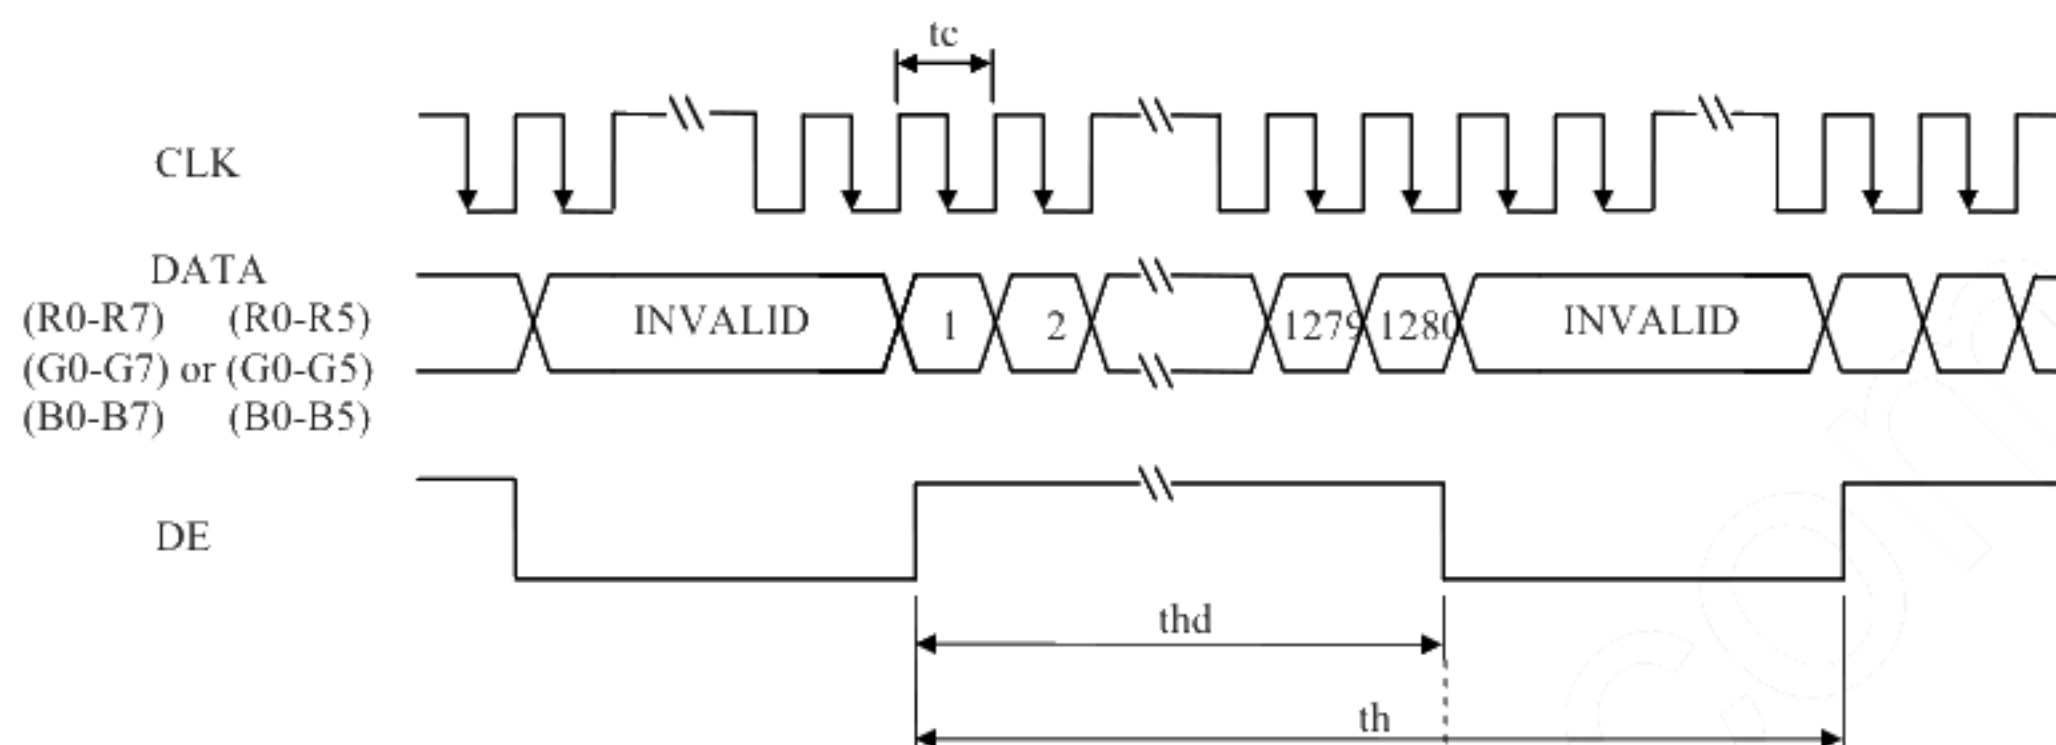 tc
CLK
DATA
(R0-R7) (R0-R5)
(G0-G7) or (G0-G5)
(B0-B7) (B0-B5)
INVALID 1 2 1279 1280 INVALID
DE
thd
th